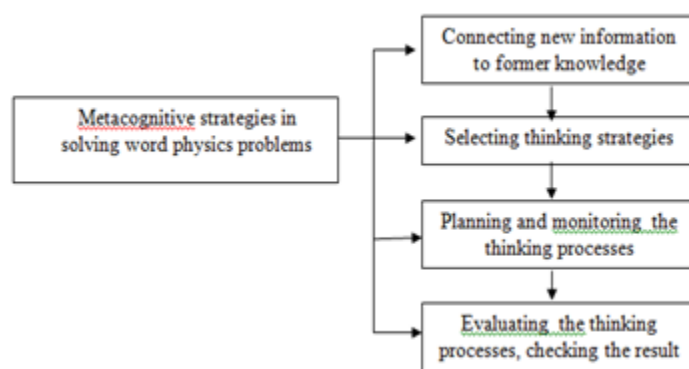 Metacognitive strategies in
solving word physics problems
Connecting new information
to former knowledge
Selecting thinking strategies
Planning and monitoring the
thinking processes
Evaluating the thinking
processes, checking the result